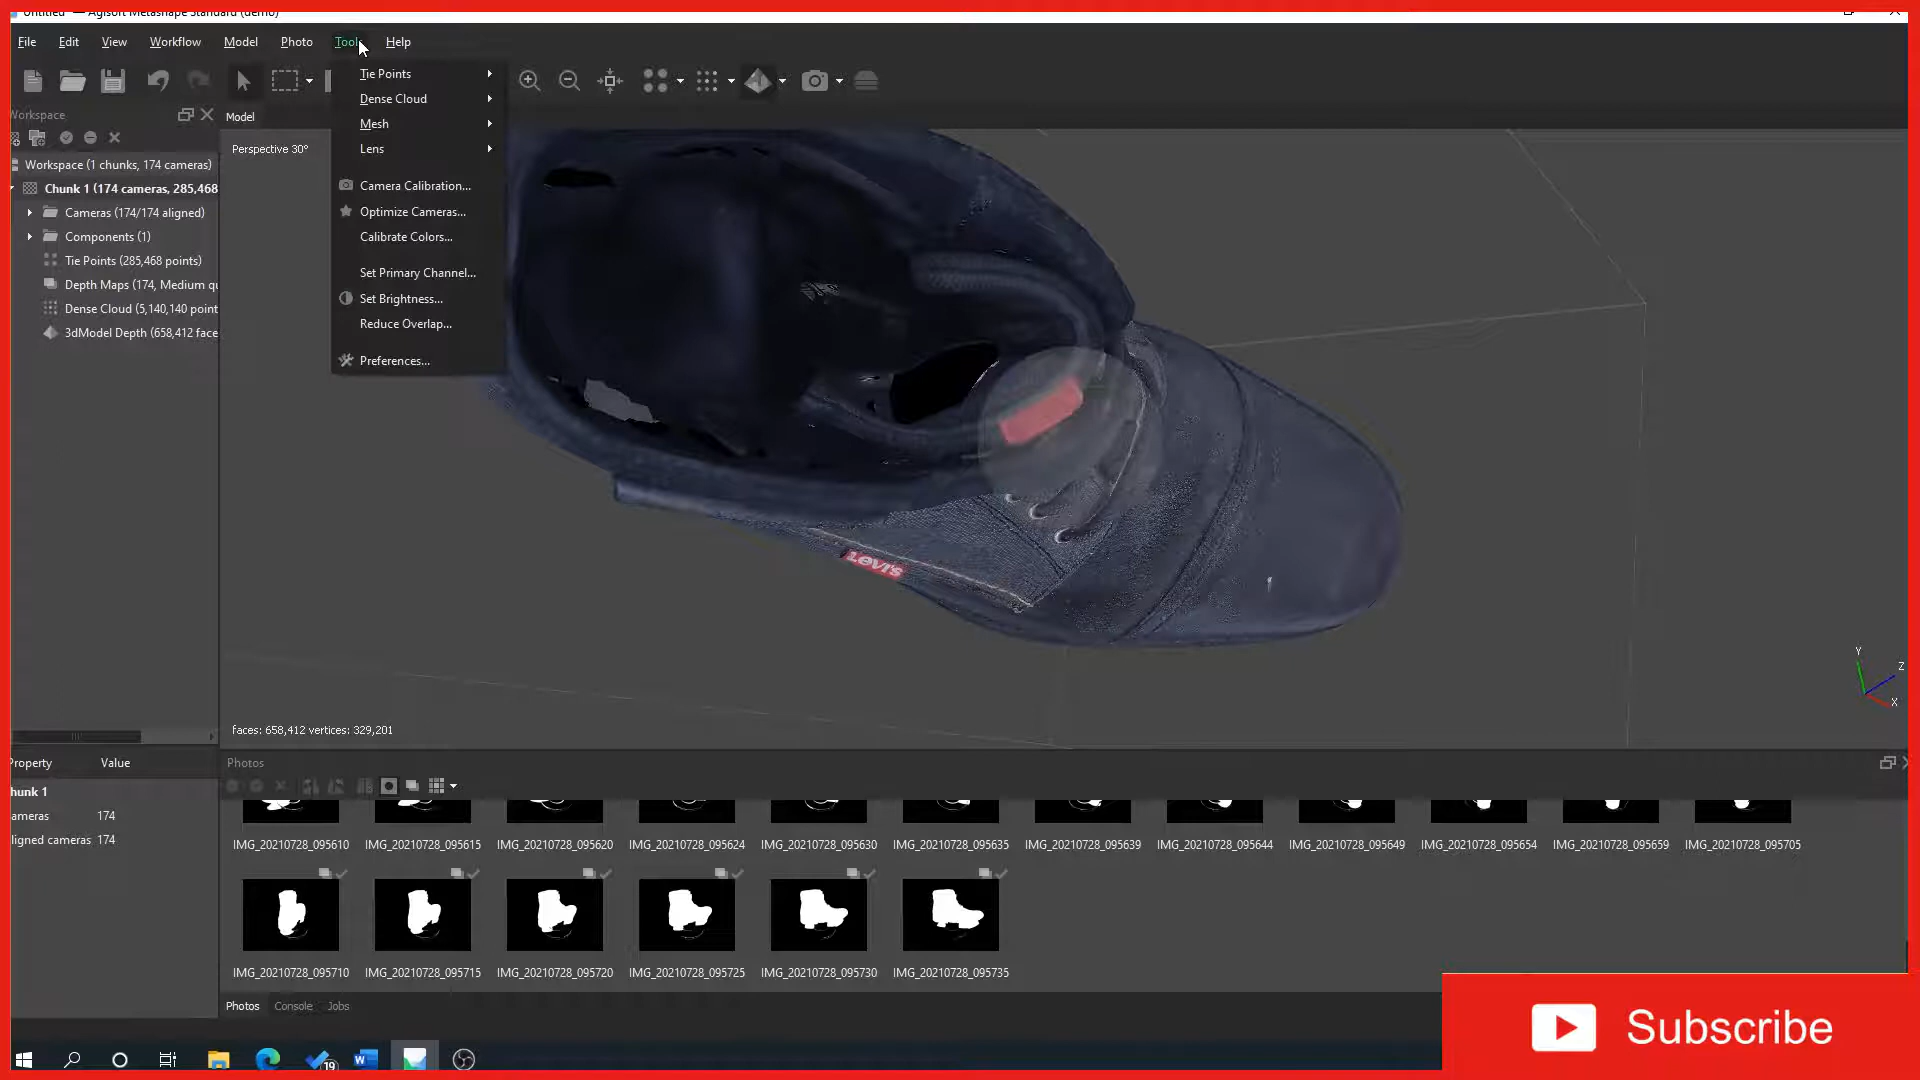 Untitled — Agisoft Metashape Standard (demo)
File Edit View Workflow Model Photo Tools Help
Tie Points
Dense Cloud
Mesh
Lens
Camera Calibration...
Optimize Cameras...
Calibrate Colors...
Set Primary Channel...
Set Brightness...
Reduce Overlap...
Preferences...
Workspace
Workspace (1 chunks, 174 cameras)
Chunk 1 (174 cameras, 285,468
Cameras (174/174 aligned)
Components (1)
Tie Points (285,468 points)
Depth Maps (174, Medium qu
Dense Cloud (5,140,140 point
3dModel Depth (658,412 face
Model
Perspective 30°
Levi's
Y
Z
X
faces: 658,412 vertices: 329,201
Property Value
hunk 1
ameras 174
ligned cameras 174
Photos
IMG_20210728_095610 IMG_20210728_095615 IMG_20210728_095620 IMG_20210728_095624 IMG_20210728_095630 IMG_20210728_095635 IMG_20210728_095639 IMG_20210728_095644 IMG_20210728_095649 IMG_20210728_095654 IMG_20210728_095659 IMG_20210728_095705
IMG_20210728_095710 IMG_20210728_095715 IMG_20210728_095720 IMG_20210728_095725 IMG_20210728_095730 IMG_20210728_095735
Photos Console Jobs
19
W
Subscribe